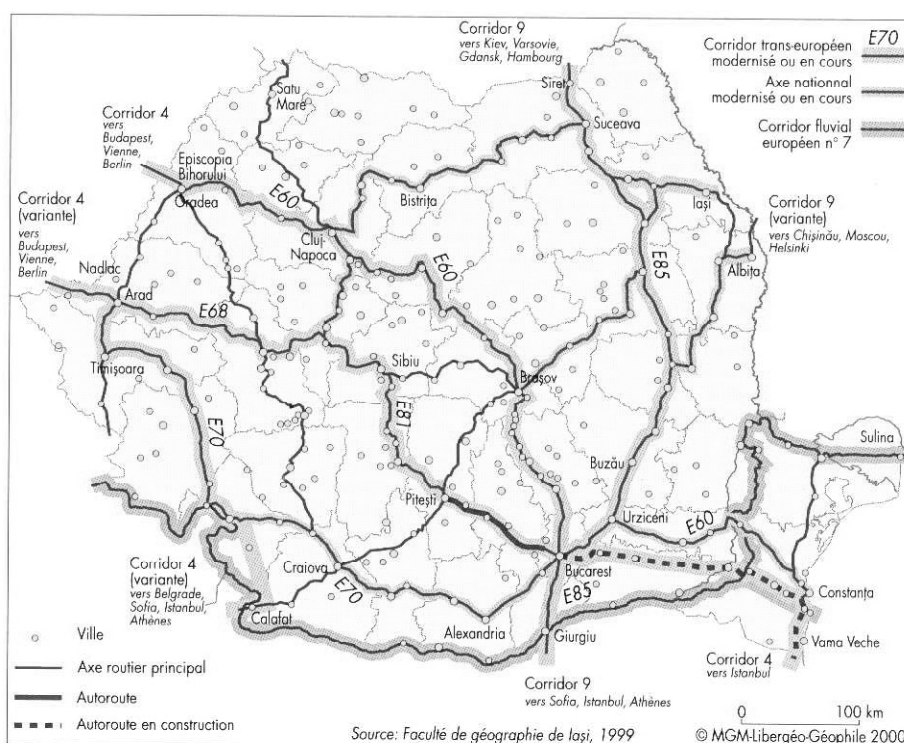 Corridor 9
vers Kiev, Varsovie,
Gdansk, Hambourg
E70
Corridor trans-européen
modernisé ou en cours
Axe nationnal
modernisé ou en cours
Corridor fluvial
européen n° 7
Satu
Mare
Siret
Suceava
Corridor 4
vers
Budapest,
Vienne,
Berlin
Episcopia
Bihorului
Oradea
E60
Bistrița
Iași
Corridor 9
(variante)
vers Chișinău, Moscou,
Helsinki
Corridor 4
(variante)
vers
Budapest,
Vienne,
Berlin
Cluj-
Napoca
E60
E85
Albița
Nadlac
Arad
E68
Timișoara
Sibiu
Brașov
E70
E81
Sulina
Buzău
Pitești
Urziceni
E60
Corridor 4
(variante)
vers Belgrade,
Sofia, Istanbul,
Athènes
Craiova
E70
Bucarest
E85
Constanța
Calafat
Alexandria
Giurgiu
Vama Veche
Ville
Axe routier principal
Autoroute
Autoroute en construction
Corridor 9
vers Sofia, Istanbul, Athènes
Corridor 4
vers Istanbul
0 100 km
Source: Faculté de géographie de Iași, 1999
© MGM-Libergéo-Géophile 2000